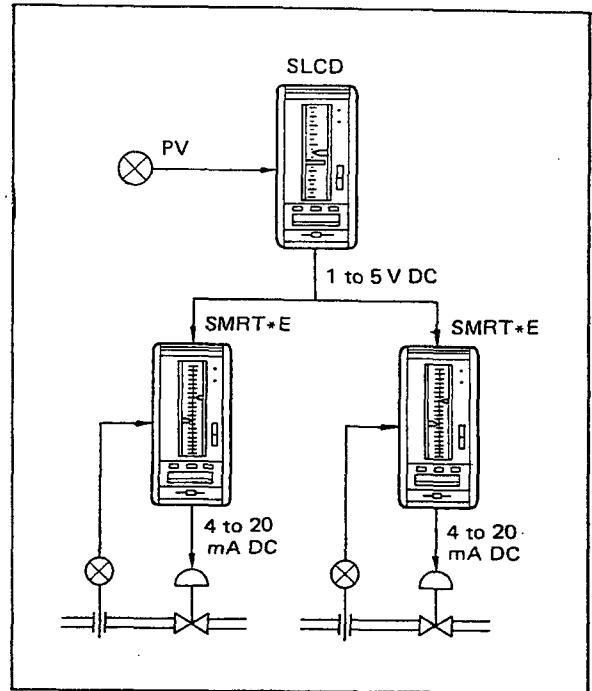 SLCD
PV
1 to 5 V DC
SMRT*E
SMRT*E
4 to 20
mA DC
4 to 20
mA DC